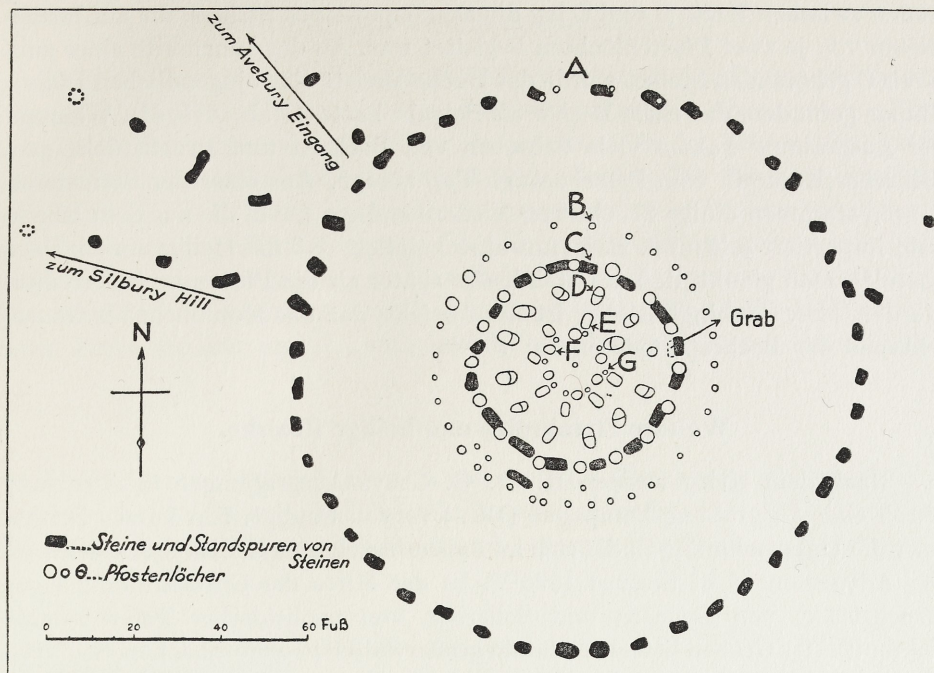 zum Avebury Eingang
A
B
C
D
E
F
G
Grab
zum Silbury Hill
N
Steine und Standspuren von
Steinen
Pfostenlöcher
0 20 40 60 Fuß